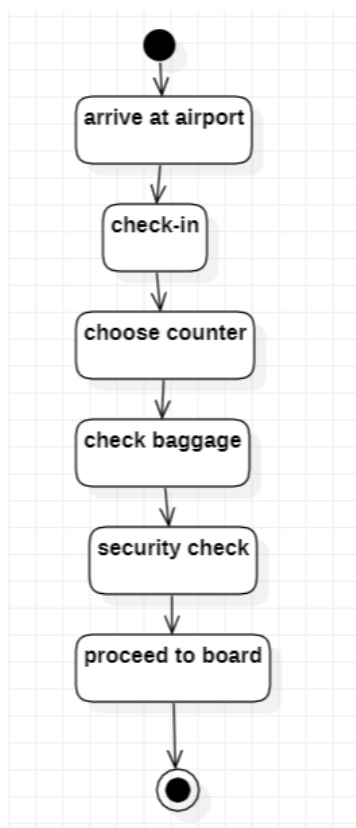 arrive at airport
check-in
choose counter
check baggage
security check
proceed to board